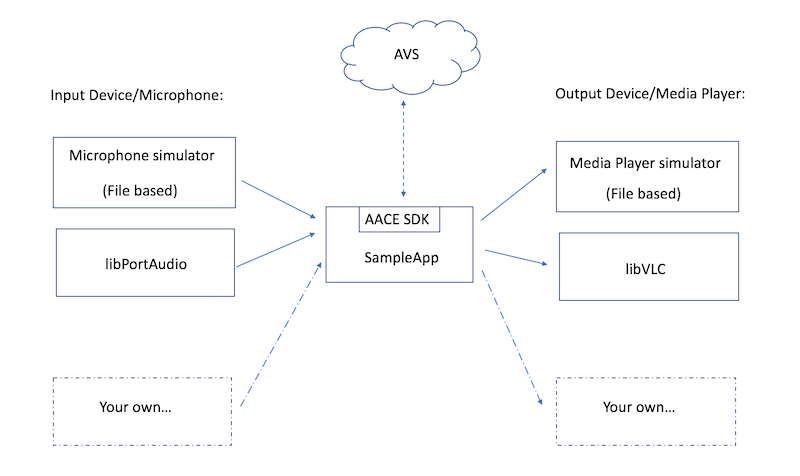 AVS
Input Device/Microphone:
Output Device/Media Player:
Microphone simulator
(File based)
Media Player simulator
(File based)
AACE SDK
SampleApp
libPortAudio
libVLC
Your own...
Your own...